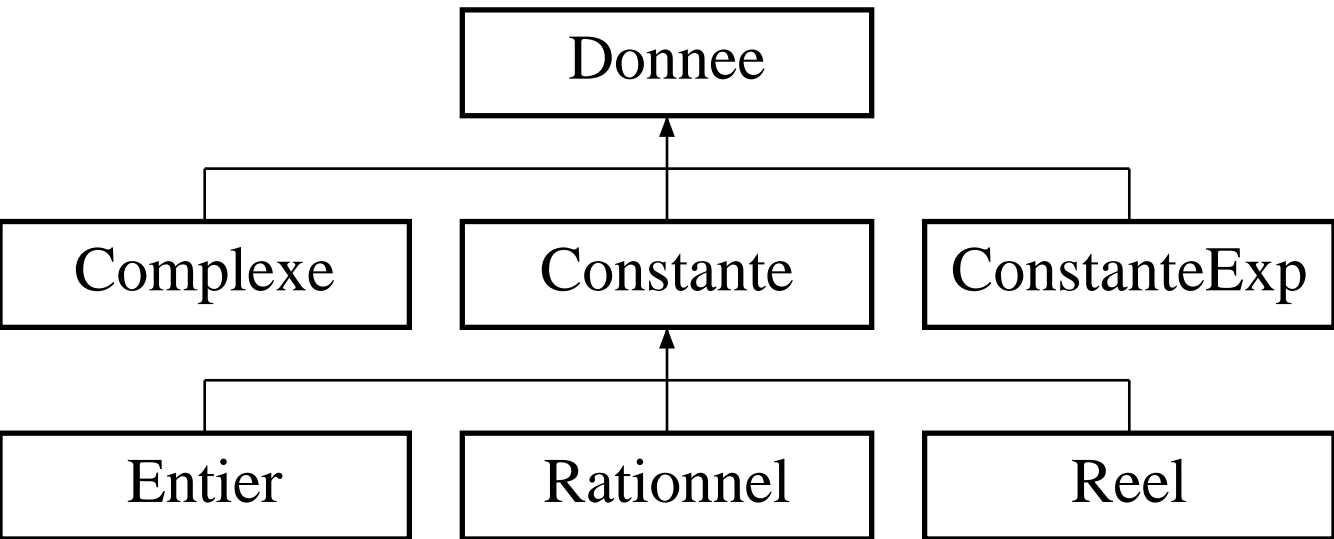 Donnee
Complexe
Constante
ConstanteExp
Entier
Rationnel
Reel